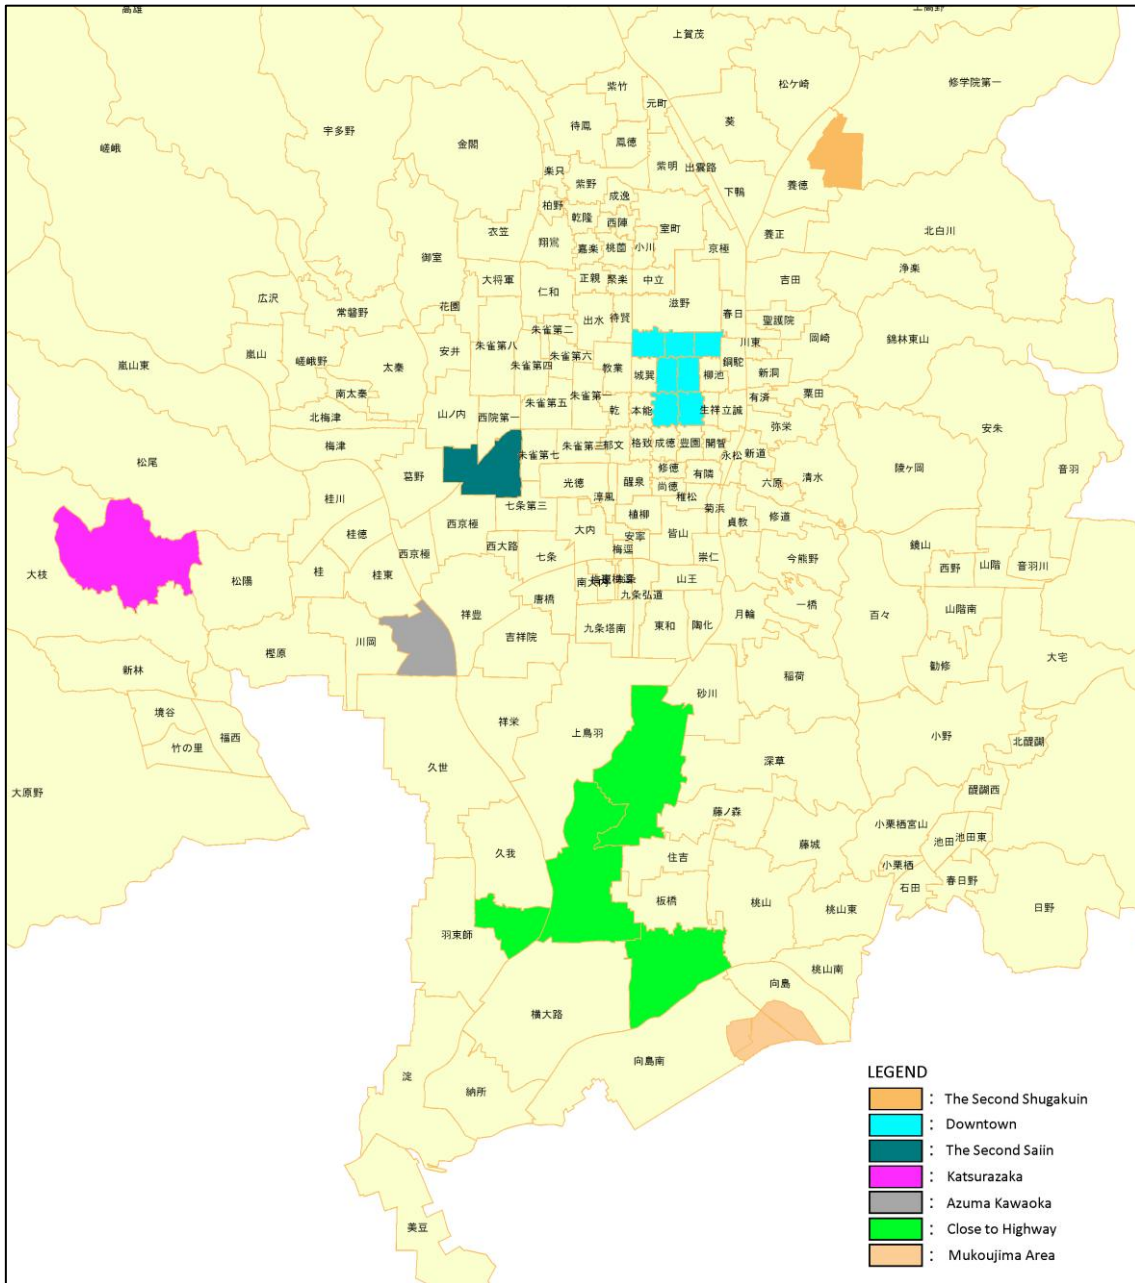 高雄
上賀茂
上高野
松ケ崎
修学院第一
紫竹
元町
待鳳
葵
宇多野
金閣
鳳徳
嵯峨
紫明
出雲路
楽只
紫野
下鴨
養徳
成逸
柏野
乾隆
西陣
室町
衣笠
翔鸞
嘉楽
桃薗
小川
京極
養正
北白川
御室
浄楽
大将軍
正親
聚楽
中立
吉田
仁和
広沢
花園
常磐野
滋野
出水
待賢
春日
聖護院
朱雀第二
岡崎
錦林東山
嵐山
嵯峨野
安井
朱雀第八
川東
嵐山東
太秦
朱雀第四
朱雀第六
教業
城巽
柳池
銅駝
新洞
南太秦
朱雀第一
有済
粟田
北梅津
山ノ内
西院第一
朱雀第五
乾
本能
生祥
立誠
弥栄
安朱
梅津
朱雀第七
朱雀第三
郁文
格致
成徳
豊園
開智
永松
新道
松尾
葛野
修徳
有隣
清水
陵ヶ岡
音羽
光徳
醒泉
尚徳
六原
桂川
七条第三
淳風
稚松
菊浜
植柳
貞教
修道
西京極
桂徳
大内
安寧
皆山
西京極
西大路
七条
梅逕
崇仁
今熊野
鏡山
大枝
松陽
桂
桂東
西野
山階
音羽川
南大内
山王
唐橋
九条弘道
一橋
祥豊
月輪
百々
山階南
川岡
吉祥院
九条塔南
東和
陶化
樫原
勧修
大宅
新林
稲荷
砂川
境谷
祥栄
上鳥羽
小野
北醍醐
福西
竹の里
久世
深草
醍醐西
大原野
藤ノ森
小栗栖宮山
池田
池田東
藤城
久我
住吉
小栗栖
春日野
石田
板橋
桃山
桃山東
日野
羽束師
桃山南
向島
横大路
向島南
淀
納所
美豆
LEGEND
: The Second Shugakuin
: Downtown
: The Second Saiin
: Katsurazaka
: Azuma Kawaoka
: Close to Highway
: Mukoujima Area